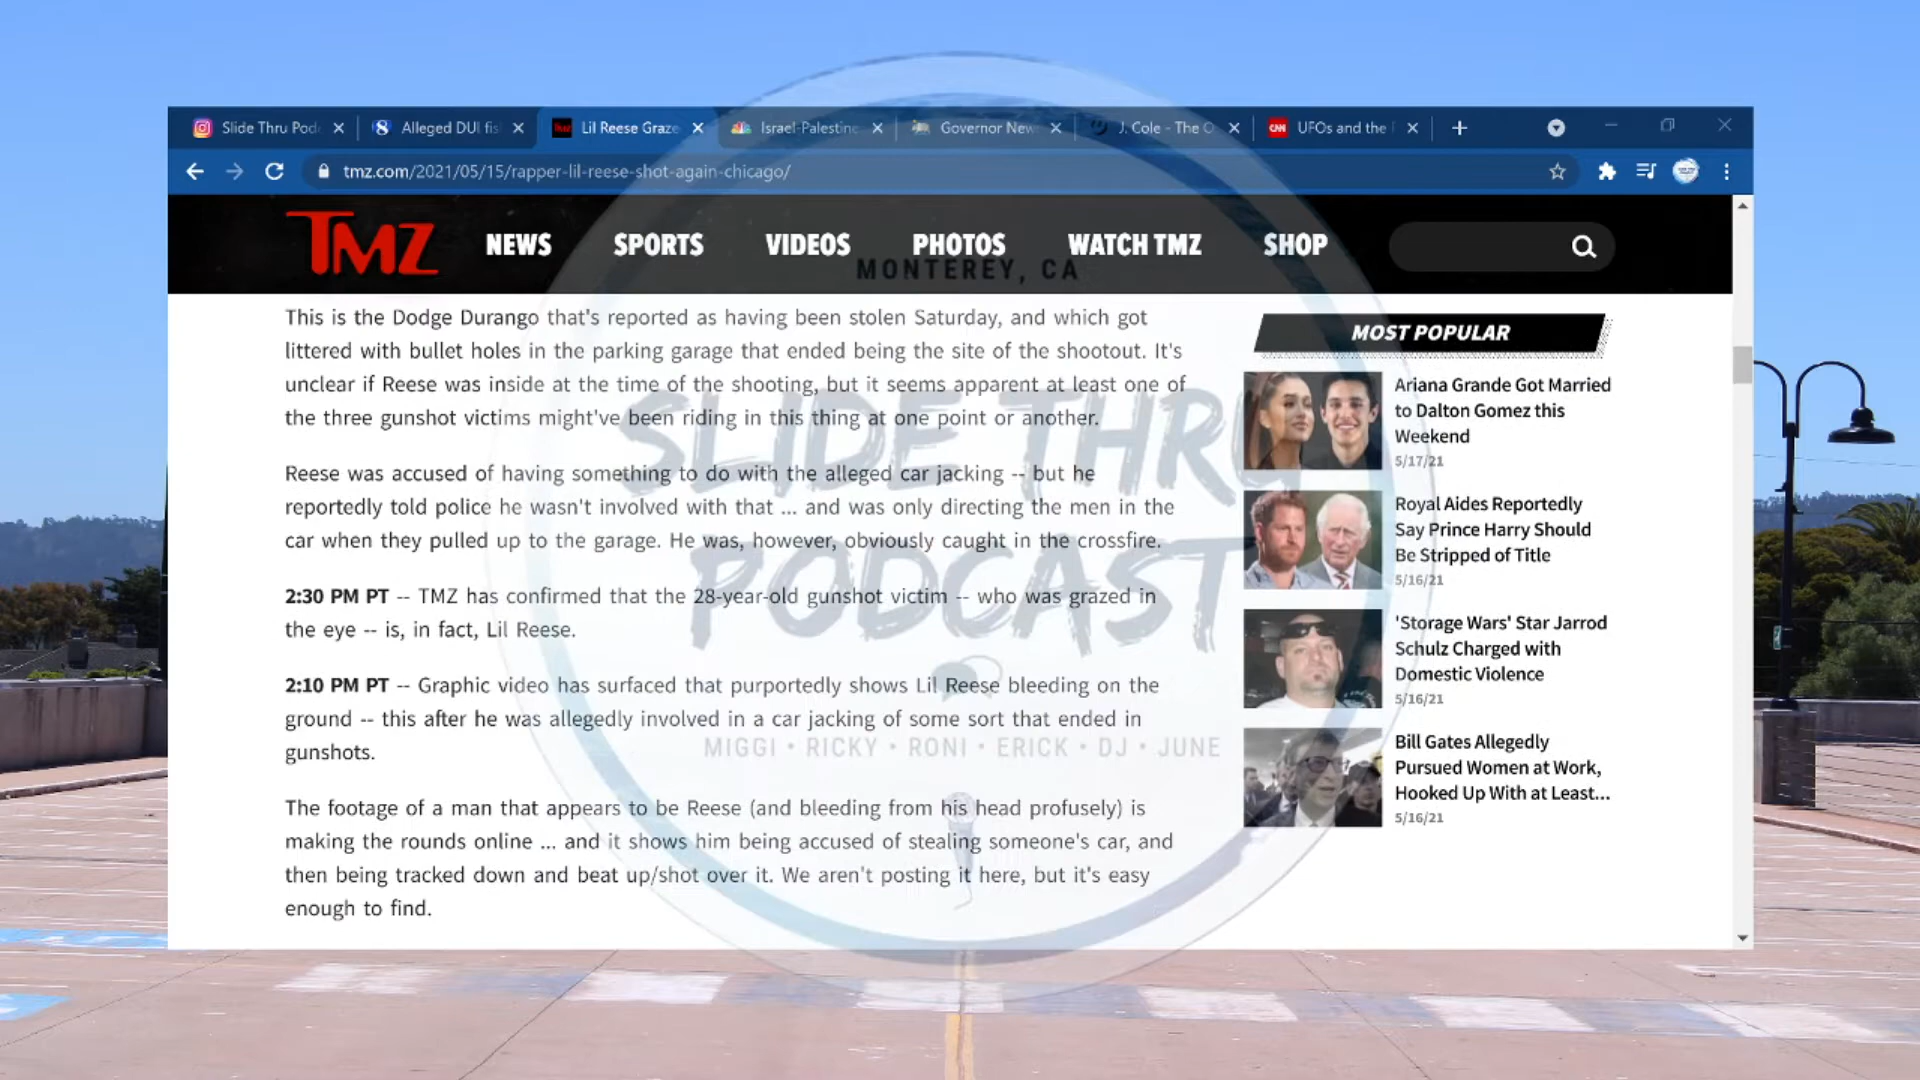 Slide Thru Pod
Alleged DUI fis
Lil Reese Graze
Israel-Palestine
Governor New
J. Cole - The O
CNN
UFOs and the
tmz.com/2021/05/15/rapper-lil-reese-shot-again-chicago/
TMZ
NEWS
SPORTS
VIDEOS
PHOTOS
WATCH TMZ
SHOP
MONTEREY, CA
This is the Dodge Durango that's reported as having been stolen Saturday, and which got
littered with bullet holes in the parking garage that ended being the site of the shootout. It's
unclear if Reese was inside at the time of the shooting, but it seems apparent at least one of
the three gunshot victims might've been riding in this thing at one point or another.
Reese was accused of having something to do with the alleged car jacking -- but he
reportedly told police he wasn't involved with that ... and was only directing the men in the
car when they pulled up to the garage. He was, however, obviously caught in the crossfire.
2:30 PM PT -- TMZ has confirmed that the 28-year-old gunshot victim -- who was grazed in
the eye -- is, in fact, Lil Reese.
2:10 PM PT -- Graphic video has surfaced that purportedly shows Lil Reese bleeding on the
ground -- this after he was allegedly involved in a car jacking of some sort that ended in
gunshots.
The footage of a man that appears to be Reese (and bleeding from his head profusely) is
making the rounds online ... and it shows him being accused of stealing someone's car, and
then being tracked down and beat up/shot over it. We aren't posting it here, but it's easy
enough to find.
SLIDE THRU
PODCAST
MIGGI • RICKY • RONI • ERICK • DJ • JUNE
MOST POPULAR
Ariana Grande Got Married
to Dalton Gomez this
Weekend
5/17/21
Royal Aides Reportedly
Say Prince Harry Should
Be Stripped of Title
5/16/21
'Storage Wars' Star Jarrod
Schulz Charged with
Domestic Violence
5/16/21
Bill Gates Allegedly
Pursued Women at Work,
Hooked Up With at Least...
5/16/21